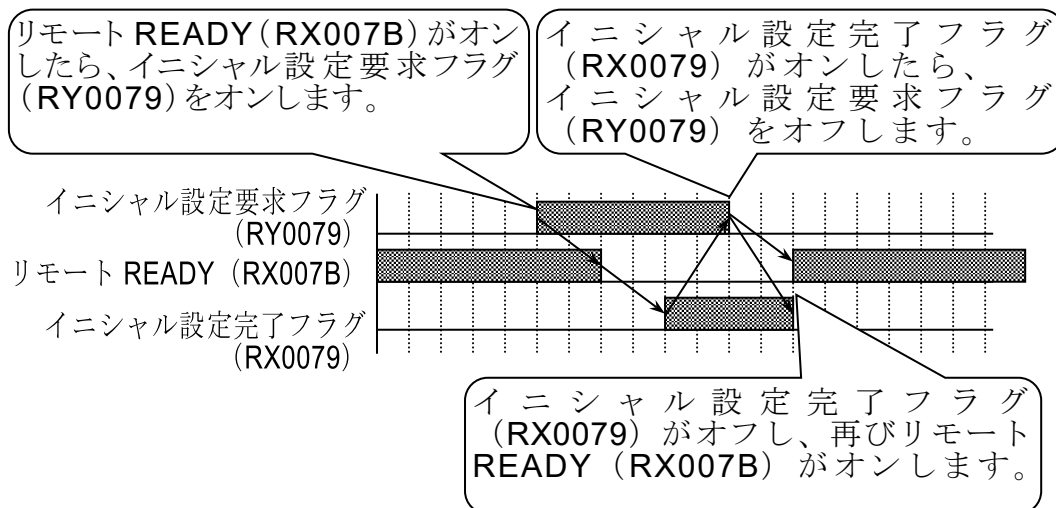 リモート READY(RX007B)がオン
したら、イニシャル設定要求フラグ
(RY0079)をオンします。
イニシャル設定完了フラグ
(RX0079)がオンしたら、
イニシャル設定要求フラグ
(RY0079)をオフします。
イニシャル設定要求フラグ
(RY0079)
リモート READY(RX007B)
イニシャル設定完了フラグ
(RX0079)
イニシャル設定完了フラグ
(RX0079)がオフし、再びリモート
READY(RX007B)がオンします。